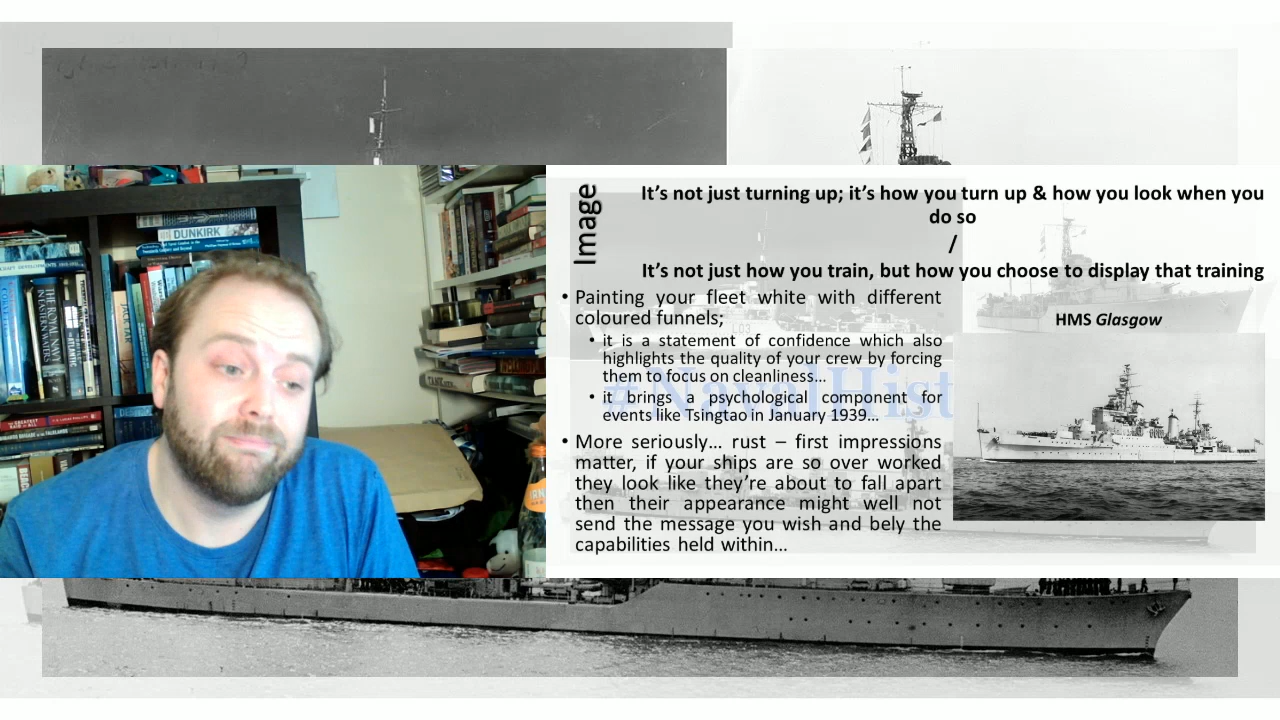 Image
It's not just turning up; it's how you turn up & how you look when you
do so
/
It's not just how you train, but how you choose to display that training
• Painting your fleet white with different
coloured funnels;
• it is a statement of confidence which also
highlights the quality of your crew by forcing
them to focus on cleanliness…
• it brings a psychological component for
events like Tsingtao in January 1939…
• More seriously… rust – first impressions
matter, if your ships are so over worked
they look like they're about to fall apart
then their appearance might well not
send the message you wish and bely the
capabilities held within…
HMS Glasgow
#NavalHist
L03
DUNKIRK